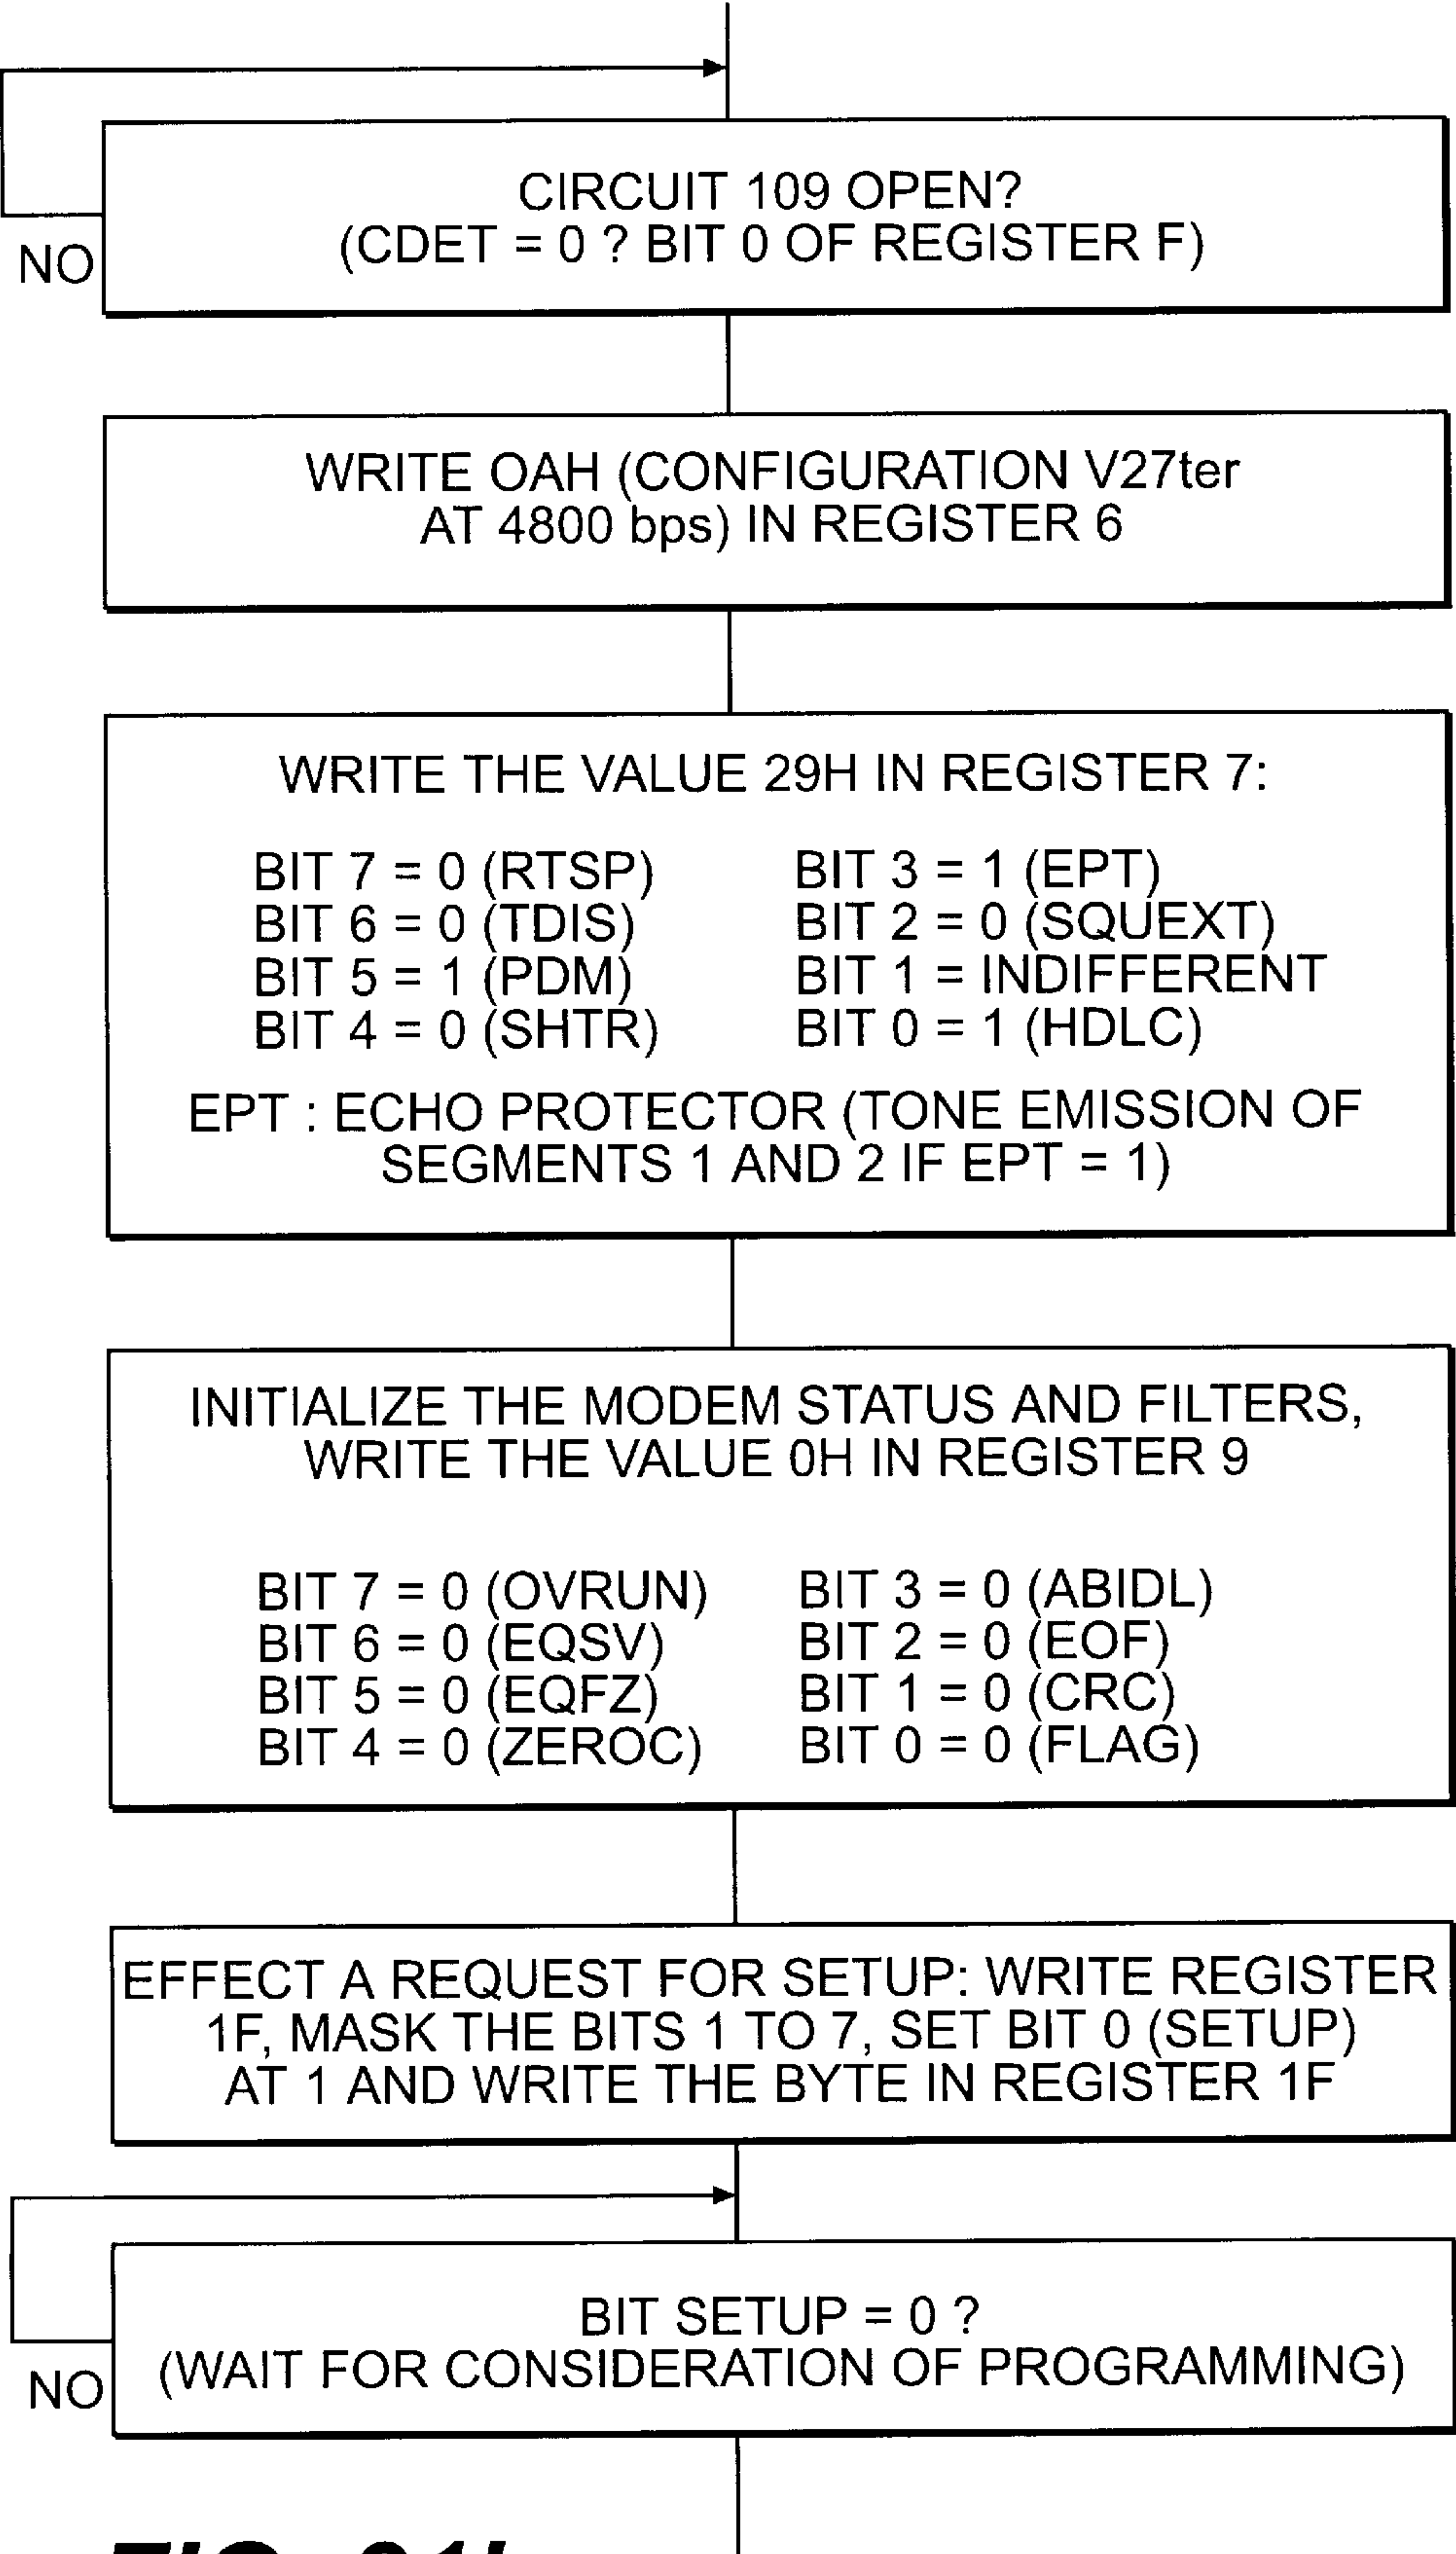 CIRCUIT 109 OPEN?
(CDET = 0 ? BIT 0 OF REGISTER F)
NO
WRITE OAH (CONFIGURATION V27ter
AT 4800 bps) IN REGISTER 6
WRITE THE VALUE 29H IN REGISTER 7:
BIT 7 = 0 (RTSP)
BIT 6 = 0 (TDIS)
BIT 5 = 1 (PDM)
BIT 4 = 0 (SHTR)
BIT 3 = 1 (EPT)
BIT 2 = 0 (SQUEXT)
BIT 1 = INDIFFERENT
BIT 0 = 1 (HDLC)
EPT : ECHO PROTECTOR (TONE EMISSION OF
SEGMENTS 1 AND 2 IF EPT = 1)
INITIALIZE THE MODEM STATUS AND FILTERS,
WRITE THE VALUE 0H IN REGISTER 9
BIT 7 = 0 (OVRUN)
BIT 6 = 0 (EQSV)
BIT 5 = 0 (EQFZ)
BIT 4 = 0 (ZEROC)
BIT 3 = 0 (ABIDL)
BIT 2 = 0 (EOF)
BIT 1 = 0 (CRC)
BIT 0 = 0 (FLAG)
EFFECT A REQUEST FOR SETUP: WRITE REGISTER
1F, MASK THE BITS 1 TO 7, SET BIT 0 (SETUP)
AT 1 AND WRITE THE BYTE IN REGISTER 1F
BIT SETUP = 0 ?
(WAIT FOR CONSIDERATION OF PROGRAMMING)
NO